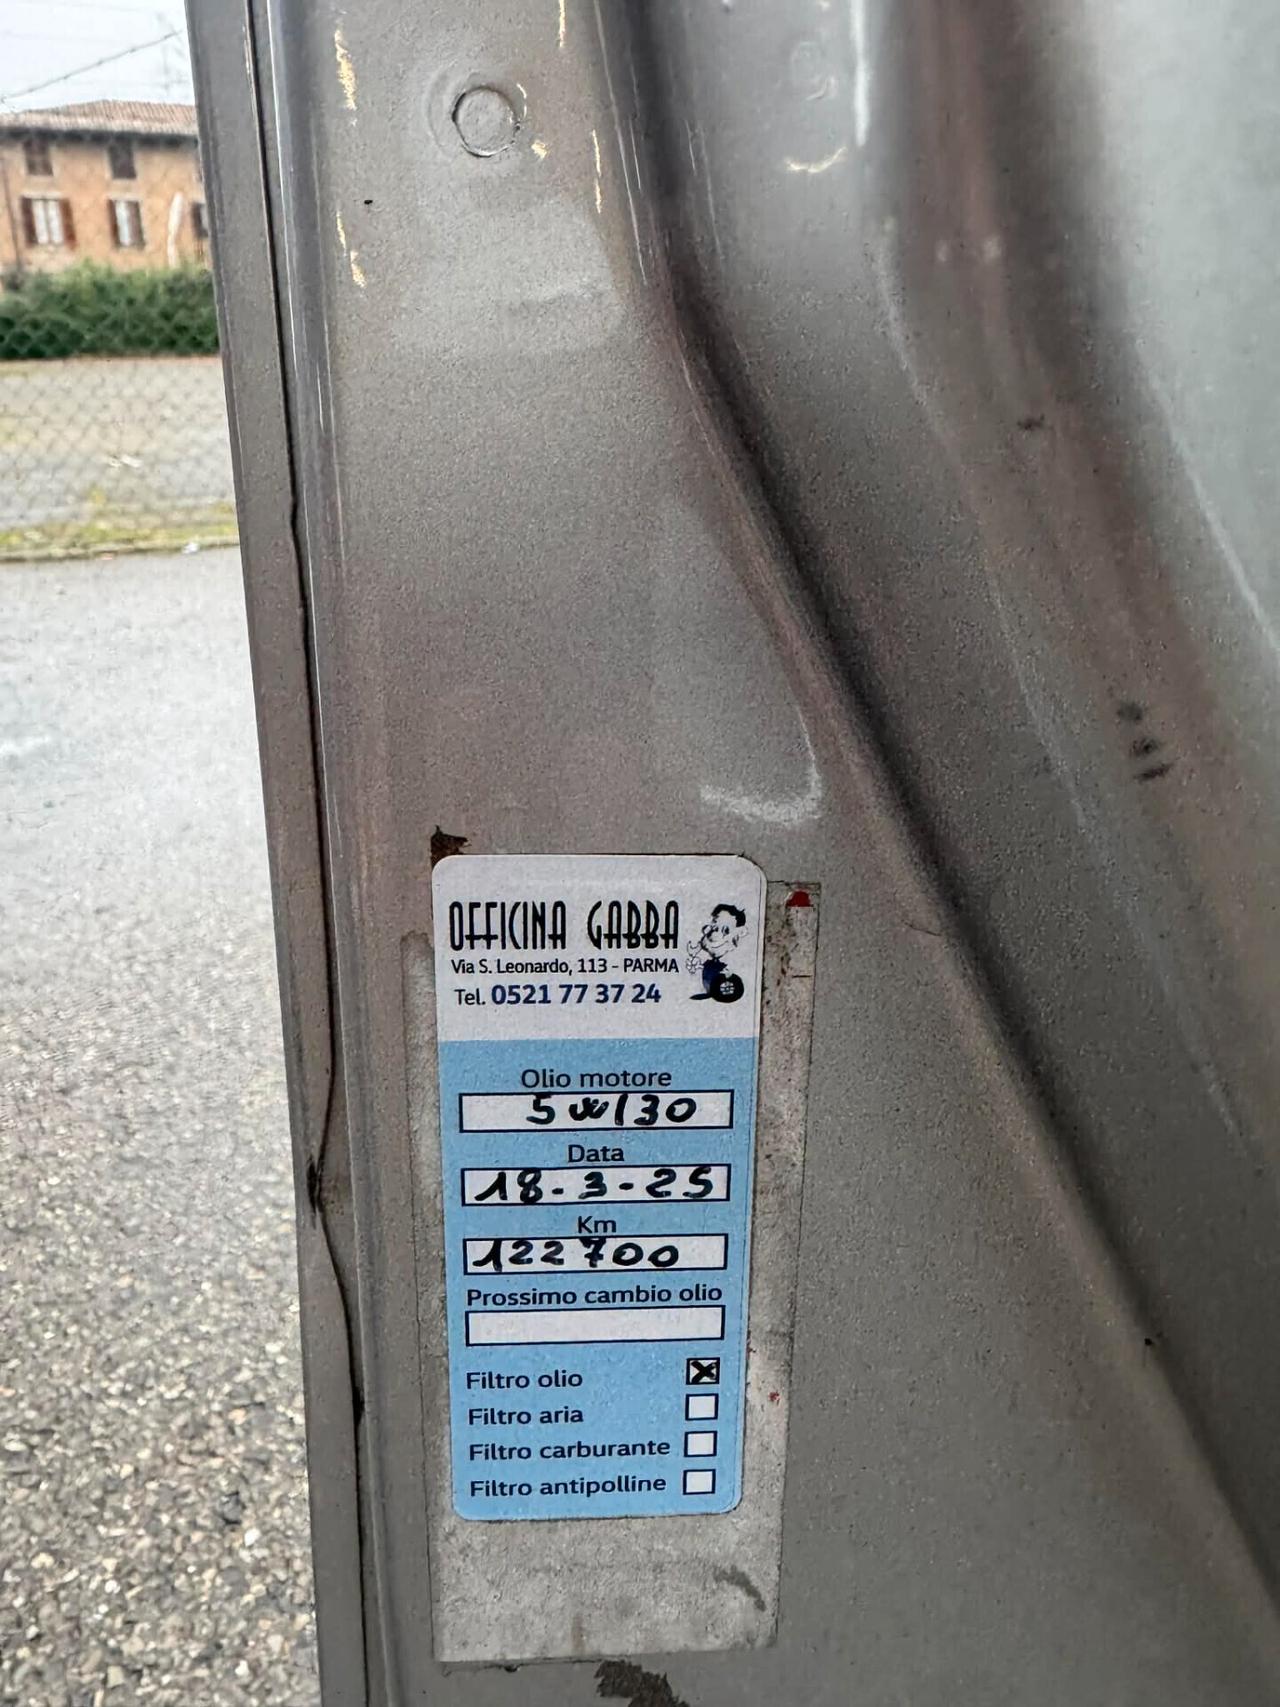 OFFICINA GABBA
Via S. Leonardo, 113 - PARMA
Tel. 0521 77 37 24
Olio motore
5w/30
Data
18-3-25
Km
122700
Prossimo cambio olio
Filtro olio
Filtro aria
Filtro carburante
Filtro antipolline